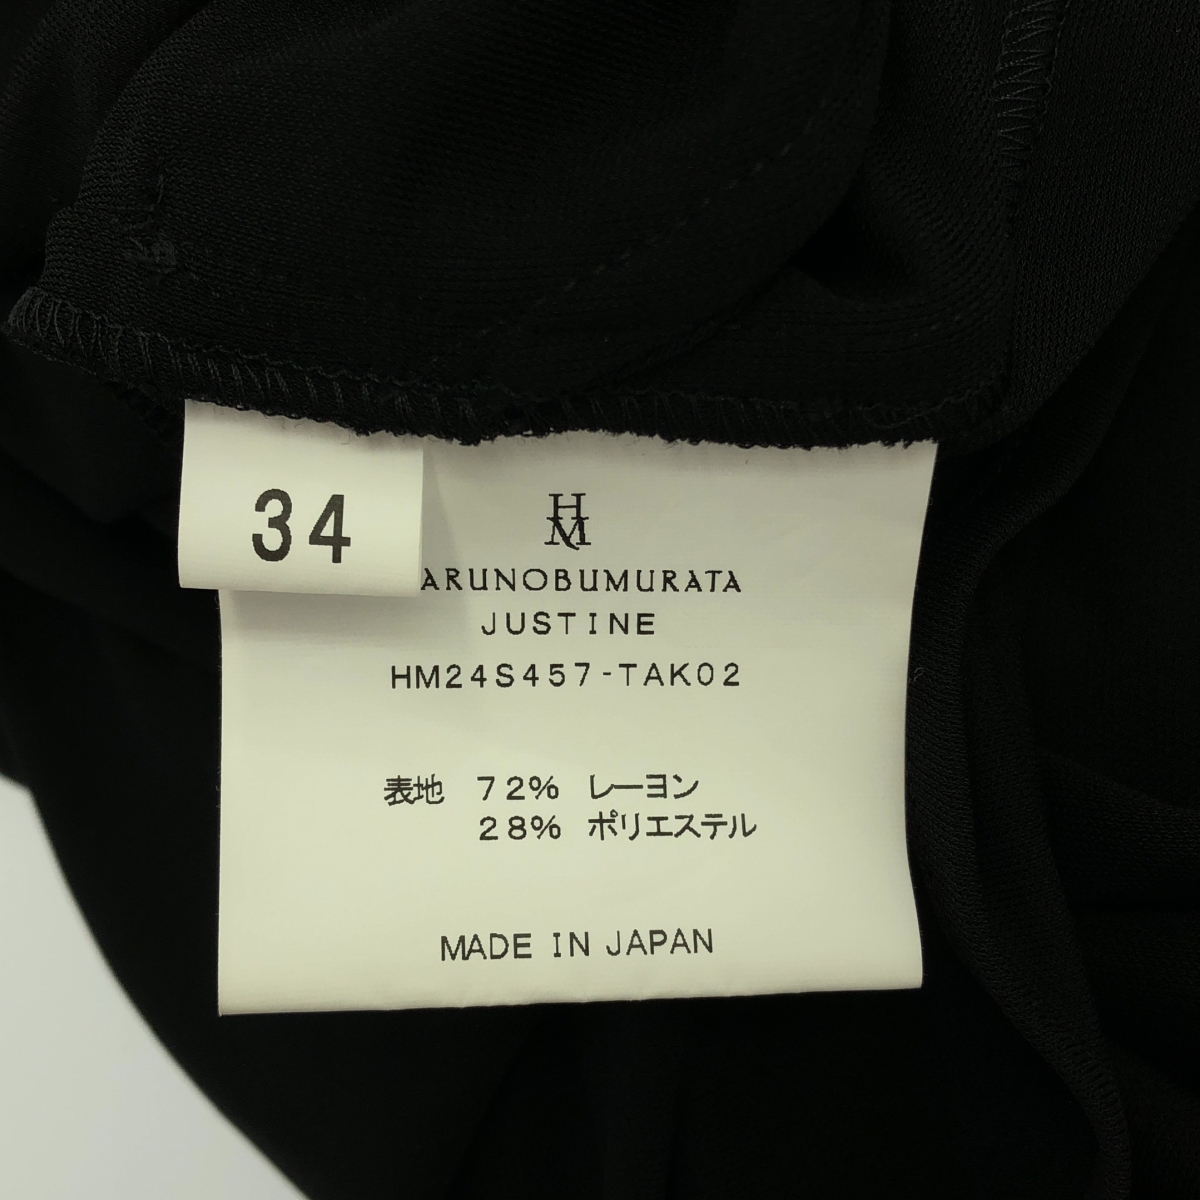 34
HM
ARUNOBUMURATA
JUSTINE
HM24S457-TAK02
表地 72% レーヨン
28% ポリエステル
MADE IN JAPAN